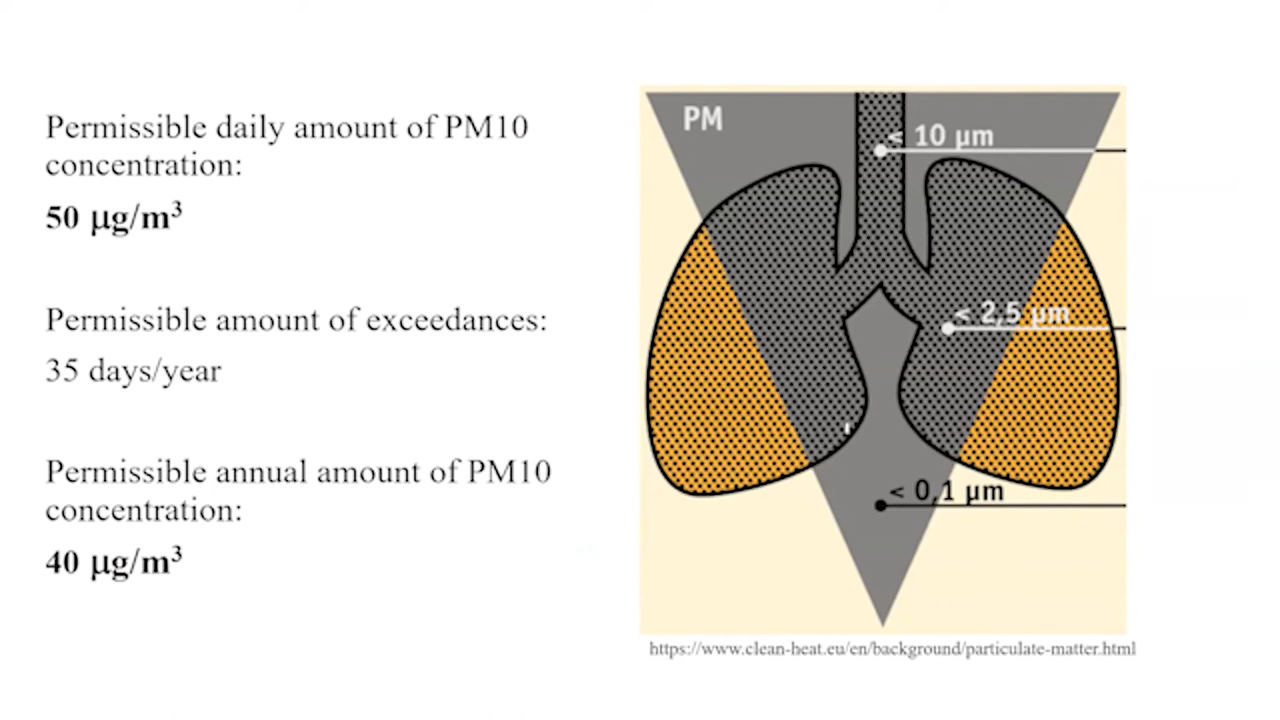 Permissible daily amount of PM10
concentration:
50 µg/m³
Permissible amount of exceedances:
35 days/year
Permissible annual amount of PM10
concentration:
40 µg/m³
PM
< 10 µm
< 2,5 µm
< 0,1 µm
https://www.clean-heat.eu/en/background/particulate-matter.html